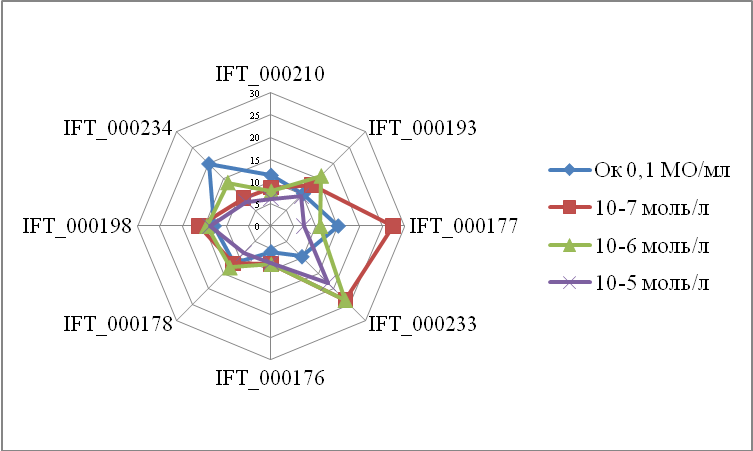 IFT_000210
30
25
20
15
10
5
0
IFT_000193
IFT_000177
IFT_000233
IFT_000176
IFT_000178
IFT_000198
IFT_000234
Ок 0,1 МО/мл
10-7 моль/л
10-6 моль/л
10-5 моль/л